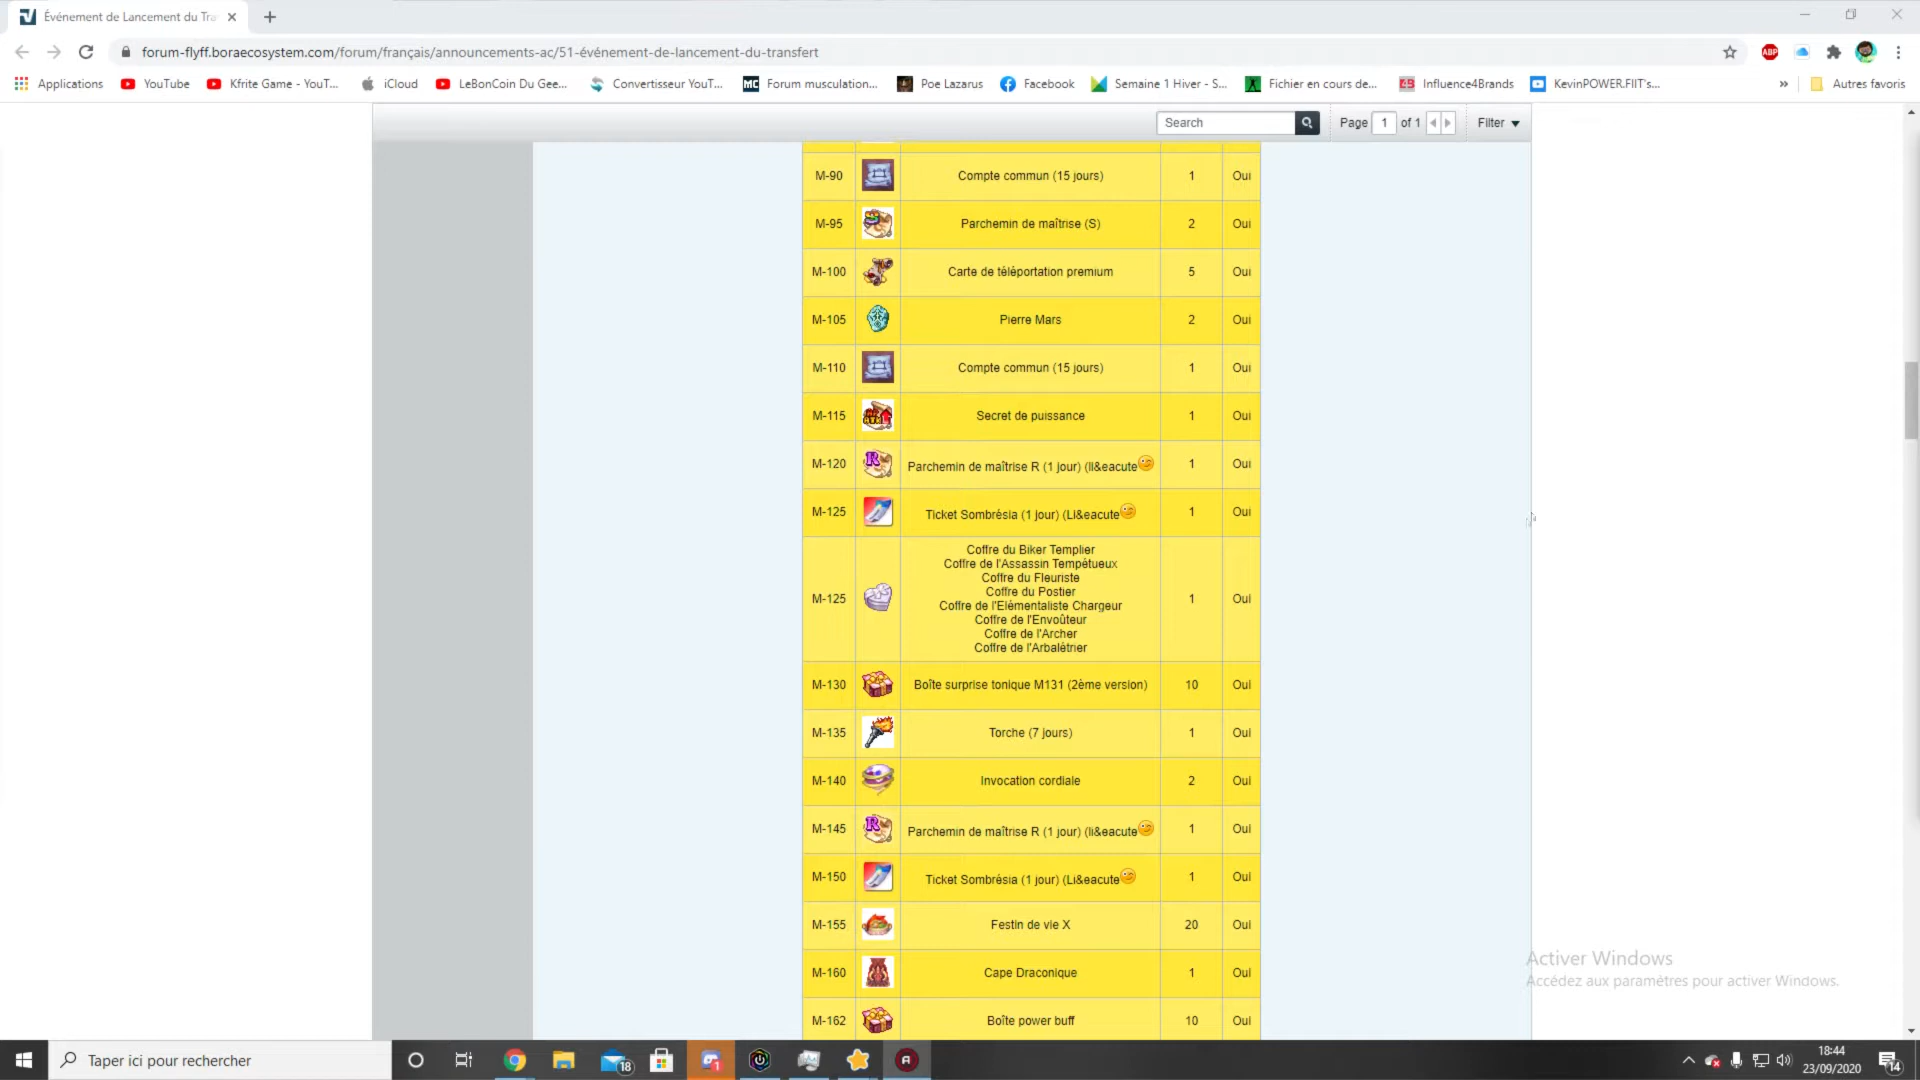 Événement de Lancement du Tra
forum-flyff.boraecosystem.com/forum/français/announcements-ac/51-événement-de-lancement-du-transfert
ABP
Applications YouTube Kfrite Game - YouT... iCloud LeBonCoin Du Gee... Convertisseur YouT... MC Forum musculation... Poe Lazarus Facebook Semaine 1 Hiver - S... Fichier en cours de... Influence4Brands KevinPOWER.FIIT's... » Autres favoris
Search Page 1 of 1 Filter
M-90 Compte commun (15 jours) 1 Oui
M-95 Parchemin de maîtrise (S) 2 Oui
M-100 Carte de téléportation premium 5 Oui
M-105 Pierre Mars 2 Oui
M-110 Compte commun (15 jours) 1 Oui
M-115 Secret de puissance 1 Oui
M-120 R Parchemin de maîtrise R (1 jour) (li&eacute 1 Oui
M-125 Ticket Sombrésia (1 jour) (Li&eacute 1 Oui
Coffre du Biker Templier
Coffre de l'Assassin Tempétueux
Coffre du Fleuriste
Coffre du Postier
M-125 Coffre de l'Elémentaliste Chargeur 1 Oui
Coffre de l'Envoûteur
Coffre de l'Archer
Coffre de l'Arbalétrier
M-130 Boîte surprise tonique M131 (2ème version) 10 Oui
M-135 Torche (7 jours) 1 Oui
M-140 Invocation cordiale 2 Oui
M-145 R Parchemin de maîtrise R (1 jour) (li&eacute 1 Oui
M-150 Ticket Sombrésia (1 jour) (Li&eacute 1 Oui
M-155 Festin de vie X 20 Oui
M-160 Cape Draconique 1 Oui
M-162 Boîte power buff 10 Oui
Activer Windows
Accédez aux paramètres pour activer Windows.
Taper ici pour rechercher
18
1
18:44
23/09/2020
14